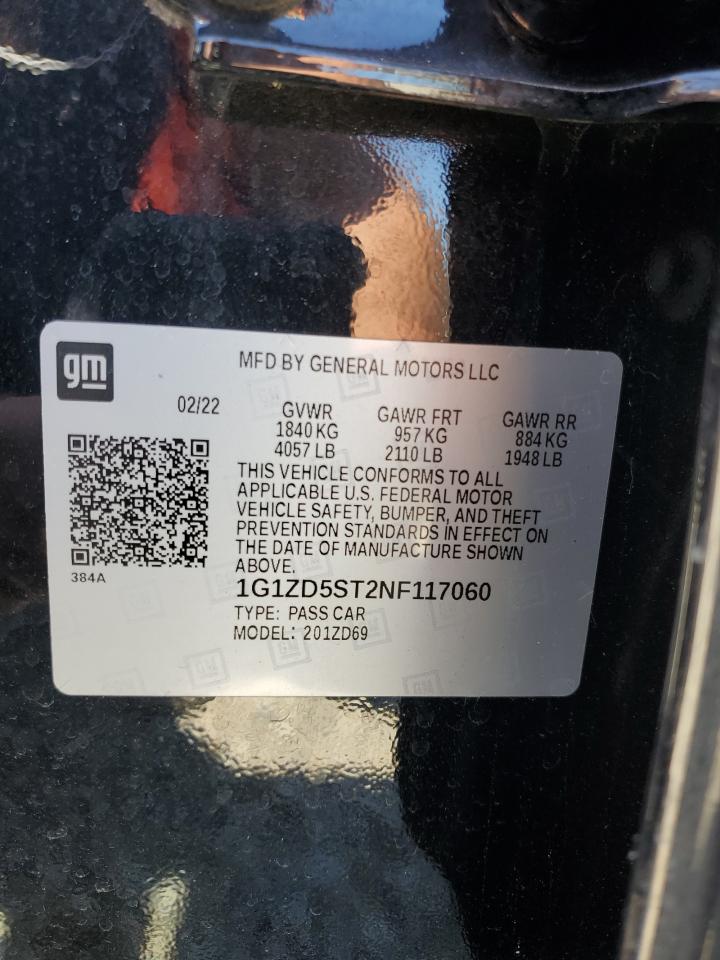 gm
MFD BY GENERAL MOTORS LLC
02/22
GVWR GAWR FRT GAWR RR
1840 KG 957 KG 884 KG
4057 LB 2110 LB 1948 LB
THIS VEHICLE CONFORMS TO ALL
APPLICABLE U.S. FEDERAL MOTOR
VEHICLE SAFETY, BUMPER, AND THEFT
PREVENTION STANDARDS IN EFFECT ON
THE DATE OF MANUFACTURE SHOWN
ABOVE.
384A
1G1ZD5ST2NF117060
TYPE: PASS CAR
MODEL: 201ZD69